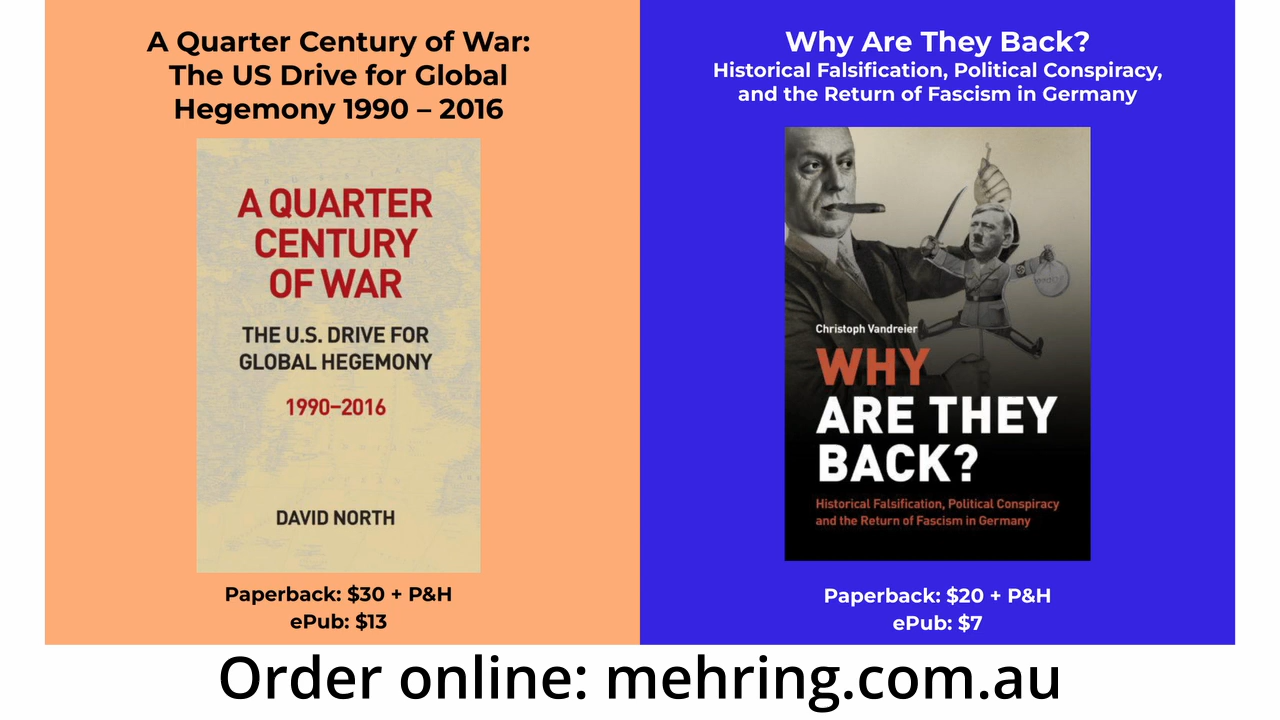 A Quarter Century of War:
The US Drive for Global
Hegemony 1990 – 2016
A QUARTER
CENTURY
OF WAR
THE U.S. DRIVE FOR
GLOBAL HEGEMONY
1990–2016
DAVID NORTH
Paperback: $30 + P&H
ePub: $13
Why Are They Back?
Historical Falsification, Political Conspiracy,
and the Return of Fascism in Germany
Christoph Vandreier
WHY
ARE THEY
BACK?
Historical Falsification, Political Conspiracy
and the Return of Fascism in Germany
Paperback: $20 + P&H
ePub: $7
Order online: mehring.com.au